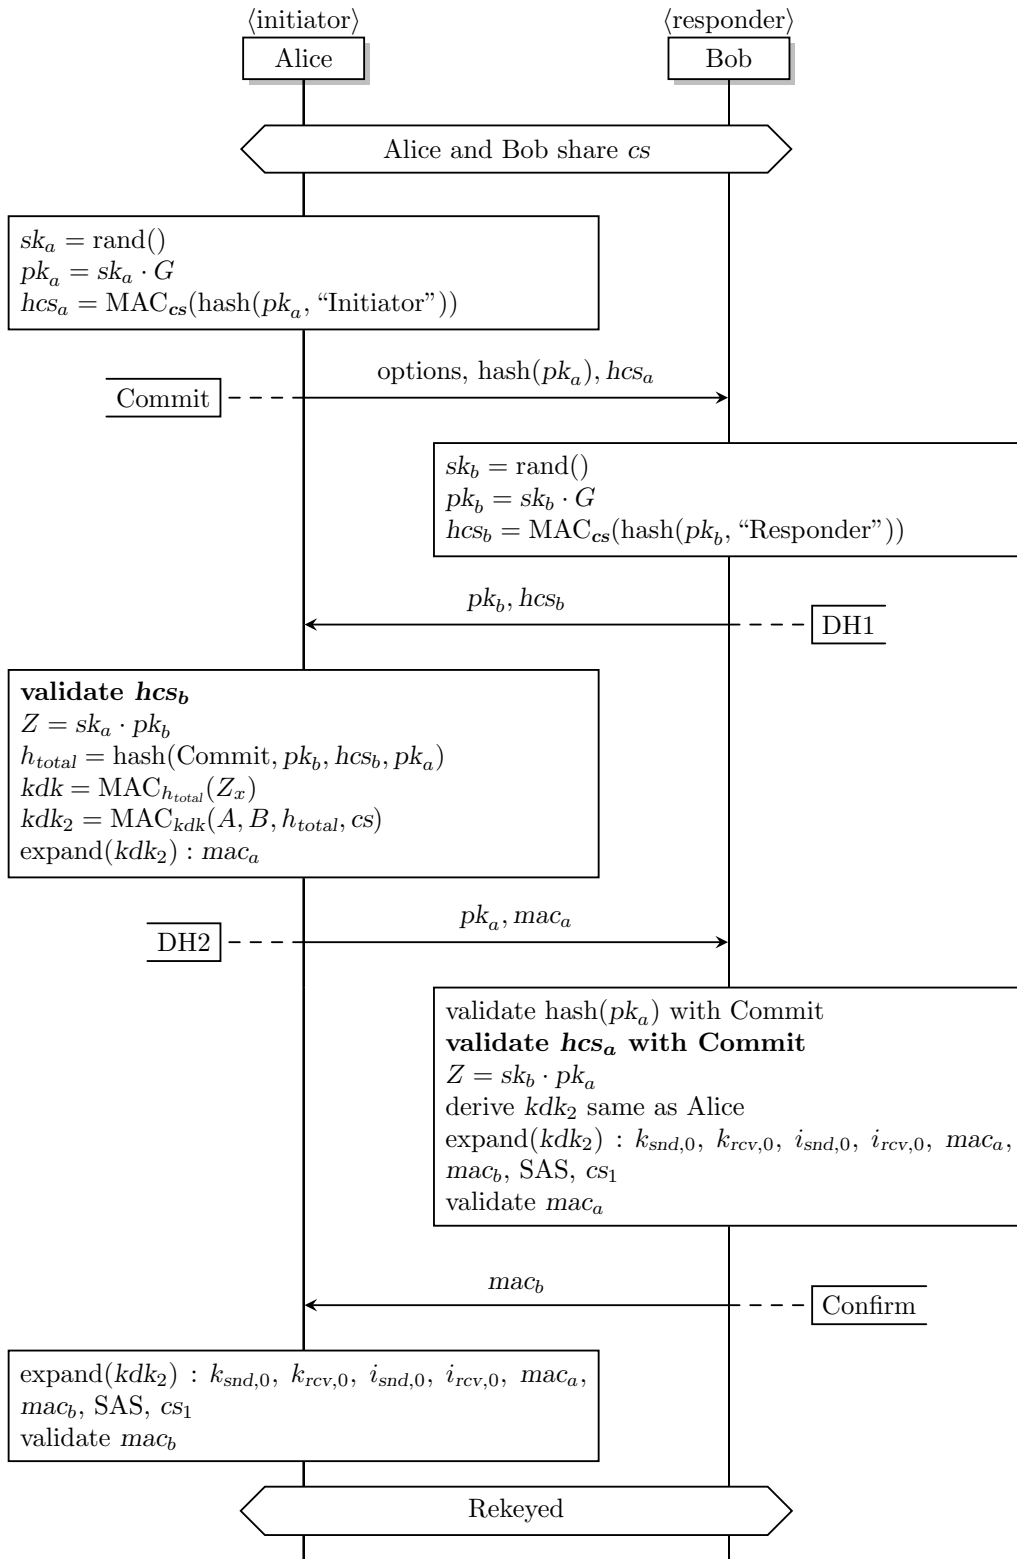 ⟨initiator⟩ ⟨responder⟩
Alice Bob
Alice and Bob share cs
sk_a = rand()
pk_a = sk_a · G
hcs_a = MAC_cs(hash(pk_a, “Initiator”))
options, hash(pk_a), hcs_a
Commit
sk_b = rand()
pk_b = sk_b · G
hcs_b = MAC_cs(hash(pk_b, “Responder”))
pk_b, hcs_b
DH1
validate hcs_b
Z = sk_a · pk_b
h_total = hash(Commit, pk_b, hcs_b, pk_a)
kdk = MAC_h_total(Z_x)
kdk_2 = MAC_kdk(A, B, h_total, cs)
expand(kdk_2) : mac_a
pk_a, mac_a
DH2
validate hash(pk_a) with Commit
validate hcs_a with Commit
Z = sk_b · pk_a
derive kdk_2 same as Alice
expand(kdk_2) : k_snd,0, k_rcv,0, i_snd,0, i_rcv,0, mac_a,
mac_b, SAS, cs_1
validate mac_a
mac_b
Confirm
expand(kdk_2) : k_snd,0, k_rcv,0, i_snd,0, i_rcv,0, mac_a,
mac_b, SAS, cs_1
validate mac_b
Rekeyed